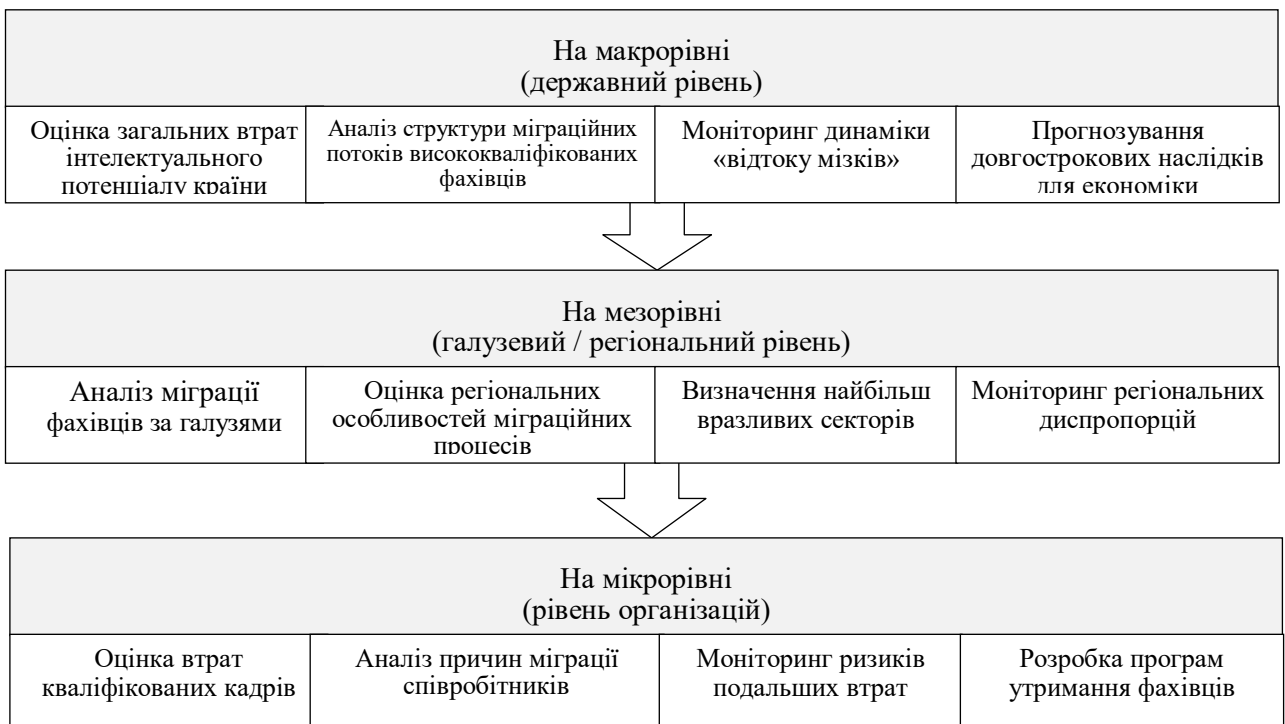 На макрорівні
(державний рівень)
Оцінка загальних втрат
інтелектуального
потенціалу країни
Аналіз структури міграційних
потоків висококваліфікованих
фахівців
Моніторинг динаміки
«відтоку мізків»
Прогнозування
довгострокових наслідків
для економіки
На мезорівні
(галузевий / регіональний рівень)
Аналіз міграції
фахівців за галузями
Оцінка регіональних
особливостей міграційних
процесів
Визначення найбільш
вразливих секторів
Моніторинг регіональних
диспропорцій
На мікрорівні
(рівень організацій)
Оцінка втрат
кваліфікованих кадрів
Аналіз причин міграції
співробітників
Моніторинг ризиків
подальших втрат
Розробка програм
утримання фахівців